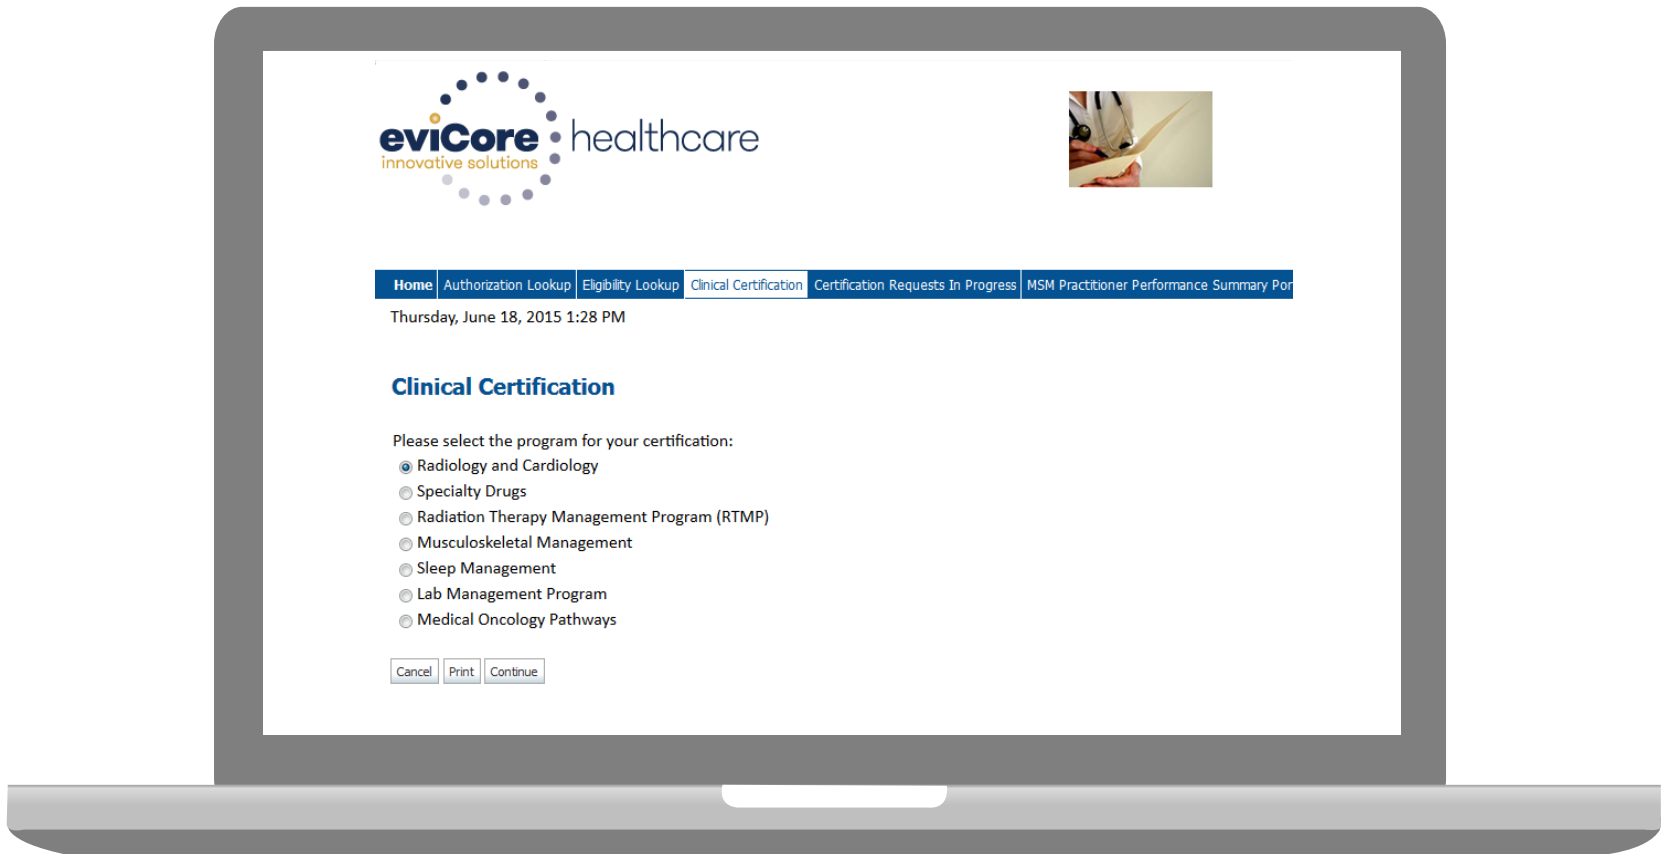 eviCore healthcare
innovative solutions
Home Authorization Lookup Eligibility Lookup Clinical Certification Certification Requests In Progress MSM Practitioner Performance Summary Por
Thursday, June 18, 2015 1:28 PM
Clinical Certification
Please select the program for your certification:
Radiology and Cardiology
Specialty Drugs
Radiation Therapy Management Program (RTMP)
Musculoskeletal Management
Sleep Management
Lab Management Program
Medical Oncology Pathways
Cancel Print Continue